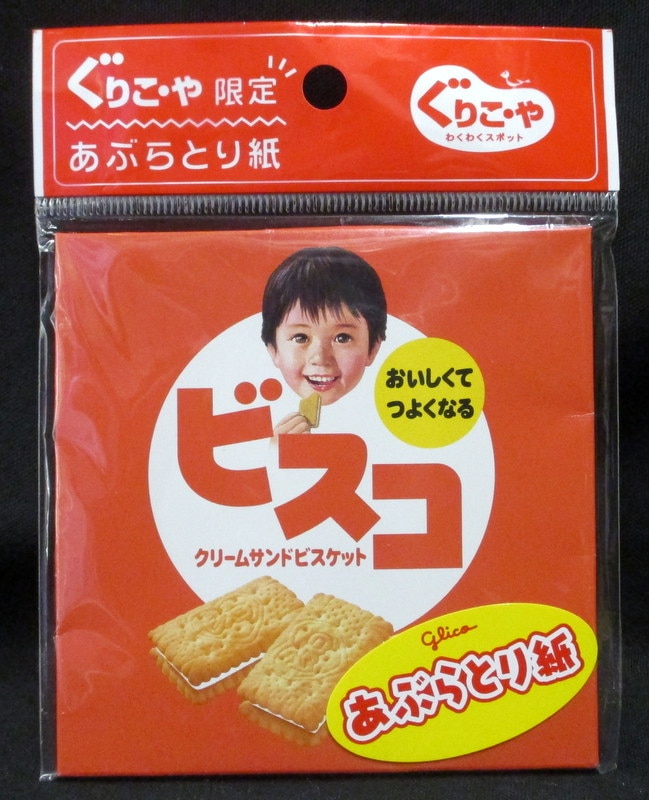 ぐりこ・や 限定
あぶらとり紙
ぐりこ・や
わくわくスポット
おいしくて
つよくなる
ビスコ
クリームサンドビスケット
glico
あぶらとり紙